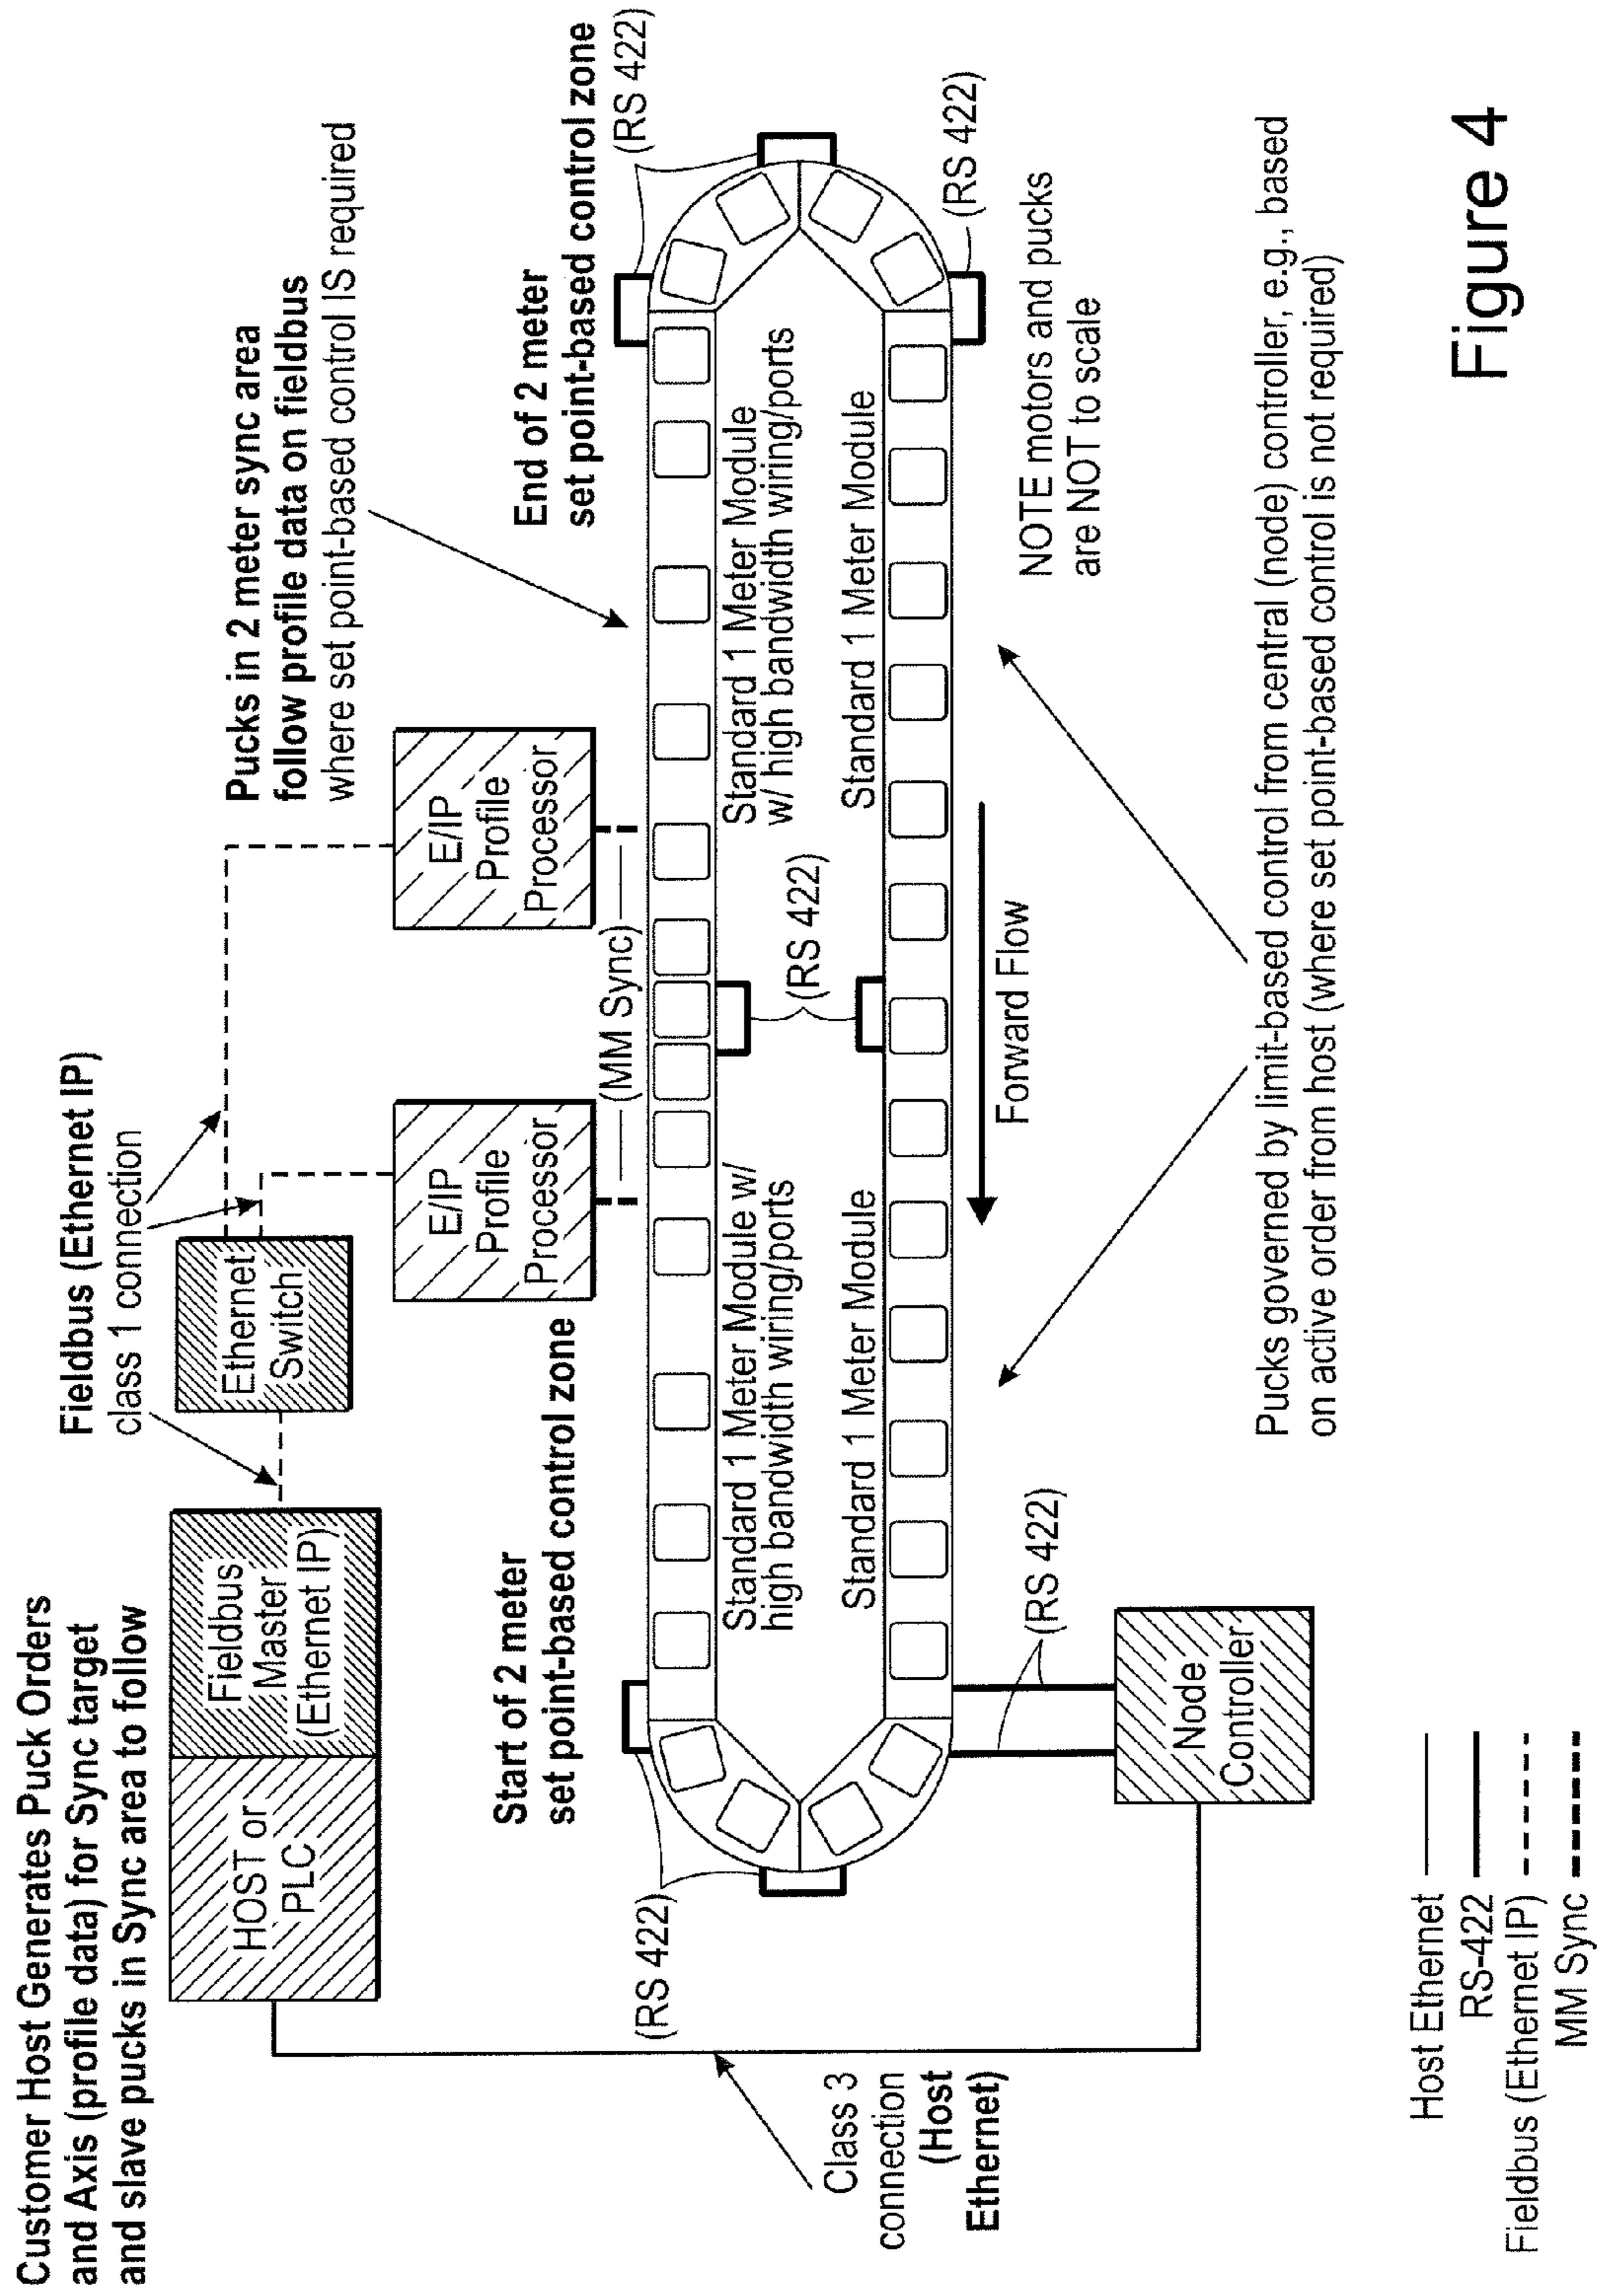 Customer Host Generates Puck Orders
and Axis (profile data) for Sync target
and slave pucks in Sync area to follow
HOST or
PLC
Fieldbus
Master
(Ethernet IP)
Fieldbus (Ethernet IP)
class 1 connection
Ethernet
Switch
Pucks in 2 meter sync area
follow profile data on fieldbus
where set point-based control IS required
E/IP
Profile
Processor
E/IP
Profile
Processor
(MM Sync)
Start of 2 meter
set point-based control zone
End of 2 meter
set point-based control zone
(RS 422)
(RS 422)
Standard 1 Meter Module w/
high bandwidth wiring/ports
Standard 1 Meter Module
w/ high bandwidth wiring/ports
(RS 422)
Standard 1 Meter Module
Standard 1 Meter Module
(RS 422)
Class 3
connection
(Host
Ethernet)
Forward Flow
NOTE motors and pucks
are NOT to scale
(RS 422)
Node
Controller
Pucks governed by limit-based control from central (node) controller, e.g., based
on active order from host (where set point-based control is not required)
Host Ethernet
RS-422
Fieldbus (Ethernet IP)
MM Sync
Figure 4